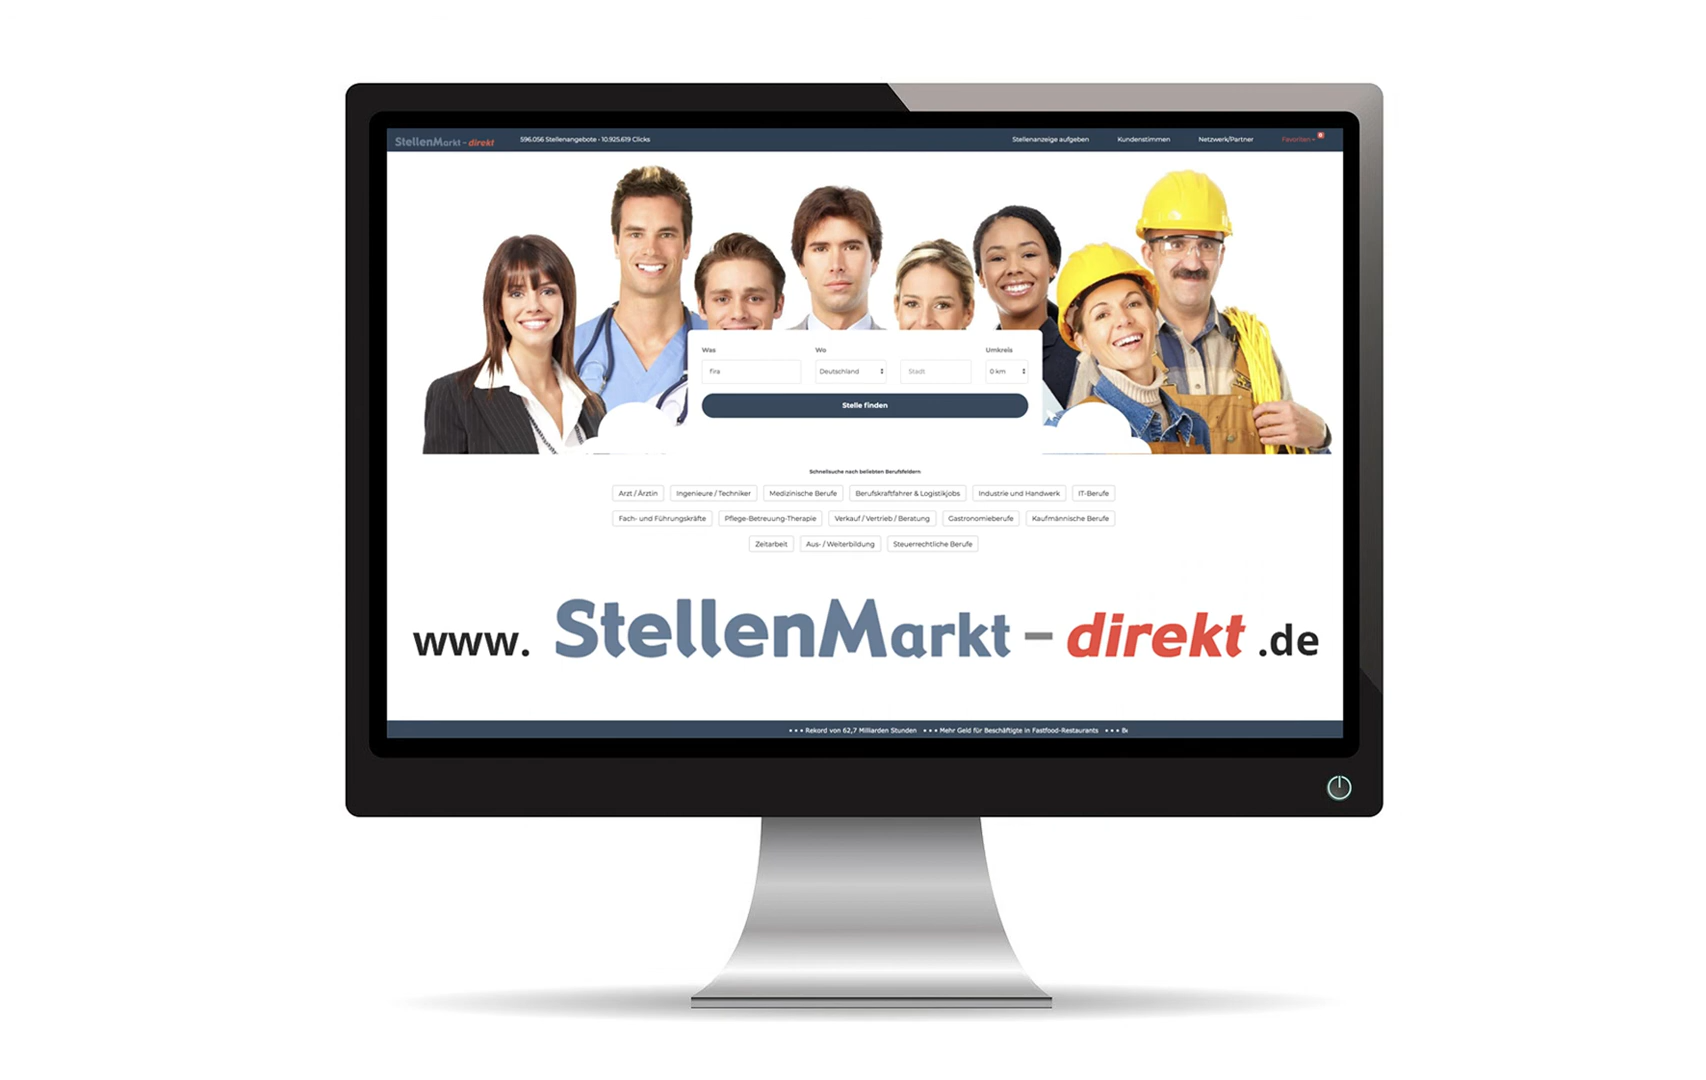 StellenMarkt - direkt 596.056 Stellenangebote • 10.925.619 Clicks Stellenanzeige aufgeben Kundenstimmen Netzwerk/Partner Favoriten
Was Wo Umkreis
fira Deutschland Stadt 0 km
Stelle finden
Schnellsuche nach beliebten Berufsfeldern
Arzt / Ärztin Ingenieure / Techniker Medizinische Berufe Berufskraftfahrer & Logistikjobs Industrie und Handwerk IT-Berufe
Fach- und Führungskräfte Pflege-Betreuung-Therapie Verkauf / Vertrieb / Beratung Gastronomieberufe Kaufmännische Berufe
Zeitarbeit Aus- / Weiterbildung Steuerrechtliche Berufe
www. StellenMarkt - direkt .de
• • • Rekord von 62,7 Milliarden Stunden • • • Mehr Geld für Beschäftigte in Fastfood-Restaurants • • •